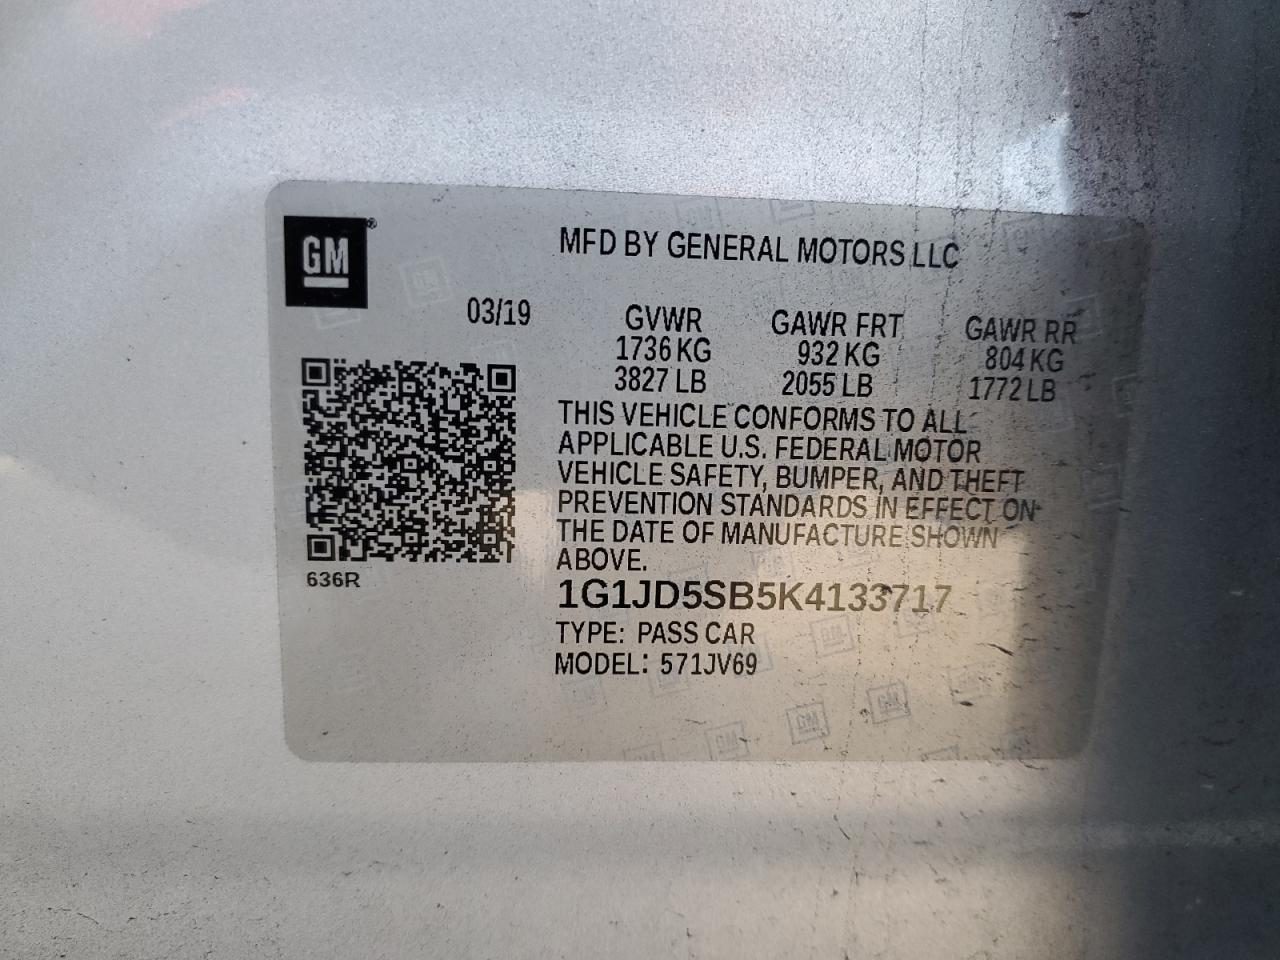 GM®
MFD BY GENERAL MOTORS LLC
03/19 GVWR GAWR FRT GAWR RR
1736 KG 932 KG 804 KG
3827 LB 2055 LB 1772 LB
THIS VEHICLE CONFORMS TO ALL
APPLICABLE U.S. FEDERAL MOTOR
VEHICLE SAFETY, BUMPER, AND THEFT
PREVENTION STANDARDS IN EFFECT ON
THE DATE OF MANUFACTURE SHOWN
ABOVE.
636R
1G1JD5SB5K4133717
TYPE: PASS CAR
MODEL: 571JV69